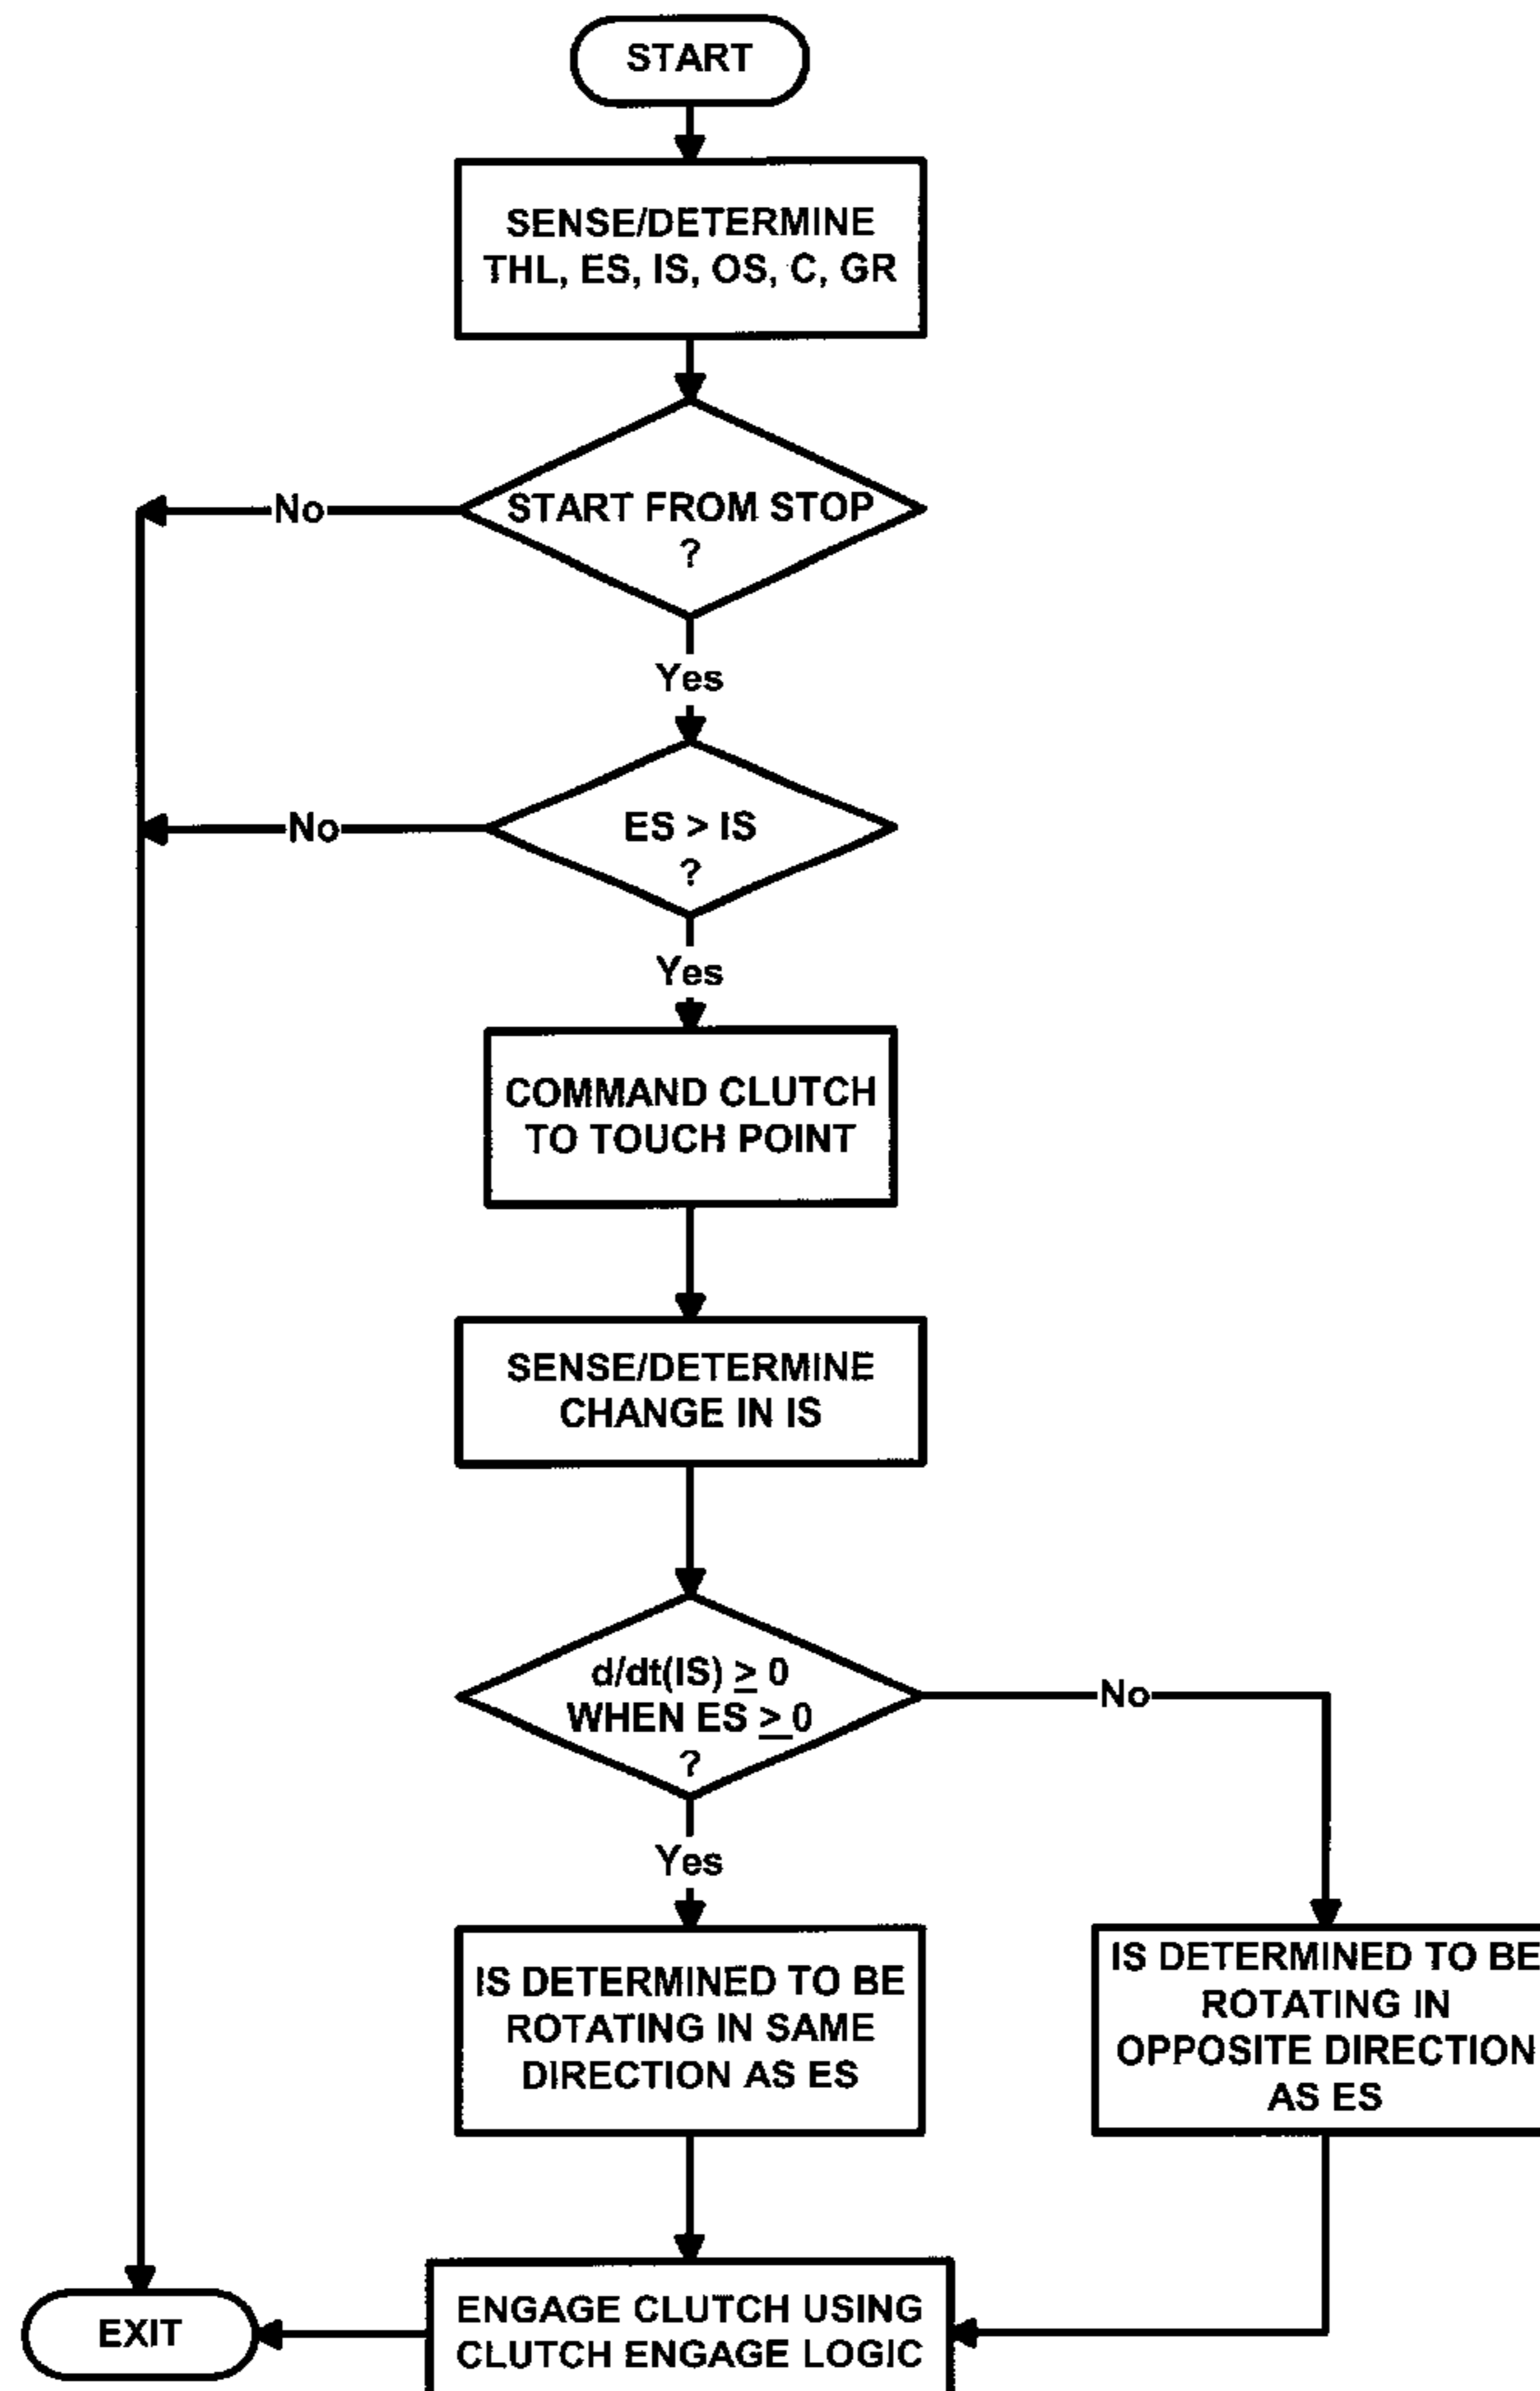 START
SENSE/DETERMINE
THL, ES, IS, OS, C, GR
START FROM STOP
?
No
Yes
ES > IS
?
No
Yes
COMMAND CLUTCH
TO TOUCH POINT
SENSE/DETERMINE
CHANGE IN IS
d/dt(IS) ≥ 0
WHEN ES ≥ 0
?
No
Yes
IS DETERMINED TO BE
ROTATING IN SAME
DIRECTION AS ES
IS DETERMINED TO BE
ROTATING IN
OPPOSITE DIRECTION
AS ES
ENGAGE CLUTCH USING
CLUTCH ENGAGE LOGIC
EXIT